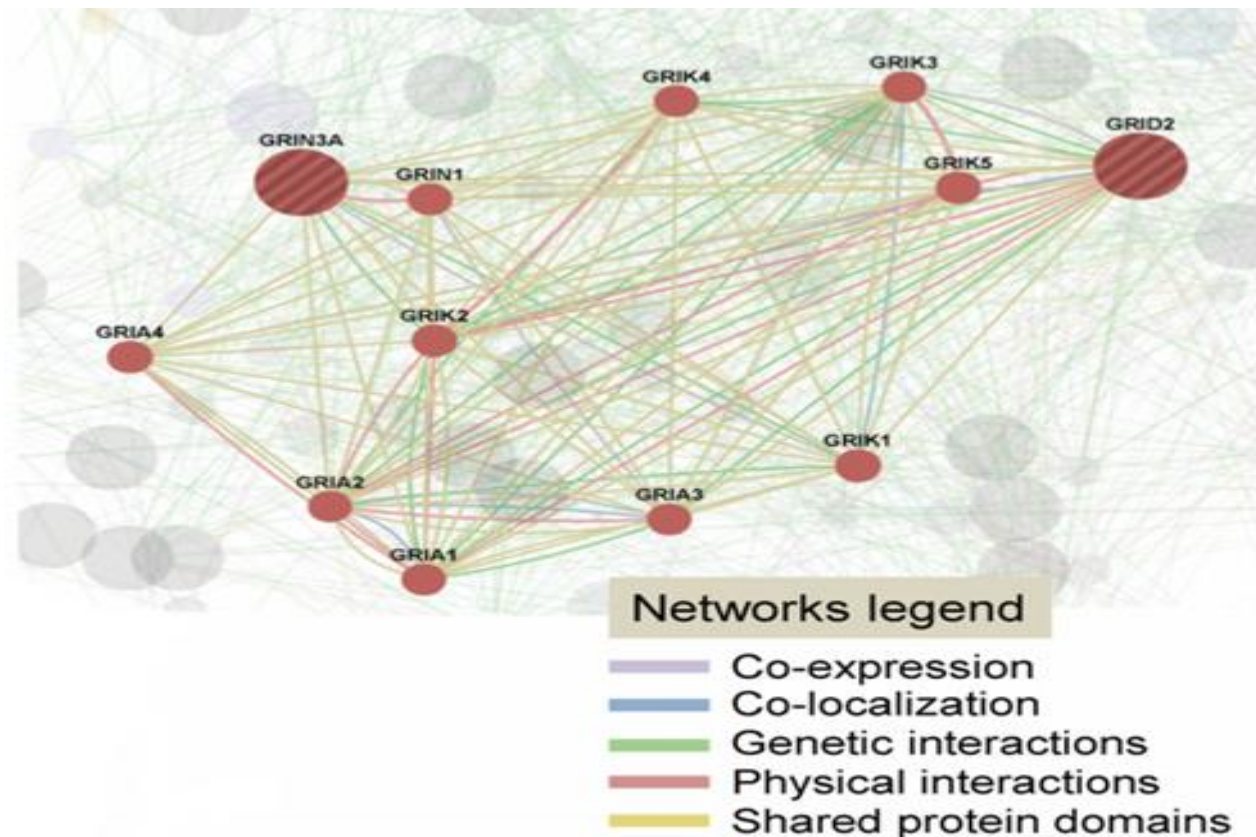 GRIK3
GRIK4
GRID2
GRIN3A
GRIK5
GRIN1
GRIK2
GRIA4
GRIK1
GRIA2
GRIA3
GRIA1
Networks legend
Co-expression
Co-localization
Genetic interactions
Physical interactions
Shared protein domains